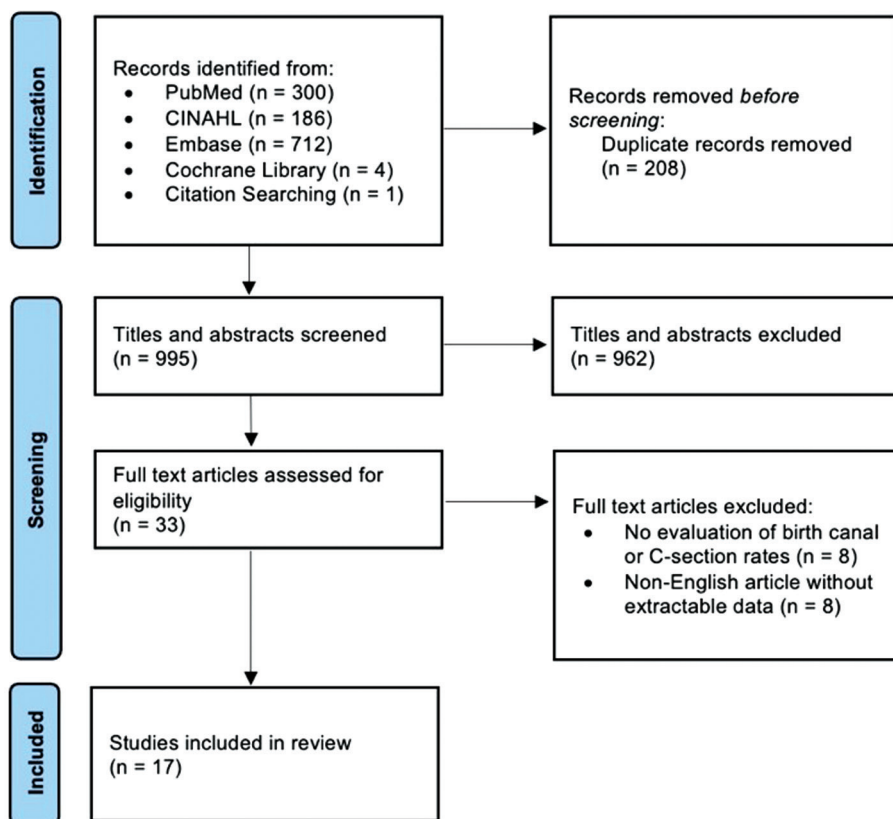 Identification
Records identified from:
• PubMed (n = 300)
• CINAHL (n = 186)
• Embase (n = 712)
• Cochrane Library (n = 4)
• Citation Searching (n = 1)
Records removed before
screening:
Duplicate records removed
(n = 208)
Screening
Titles and abstracts screened
(n = 995)
Titles and abstracts excluded
(n = 962)
Full text articles assessed for
eligibility
(n = 33)
Full text articles excluded:
• No evaluation of birth canal
or C-section rates (n = 8)
• Non-English article without
extractable data (n = 8)
Included
Studies included in review
(n = 17)